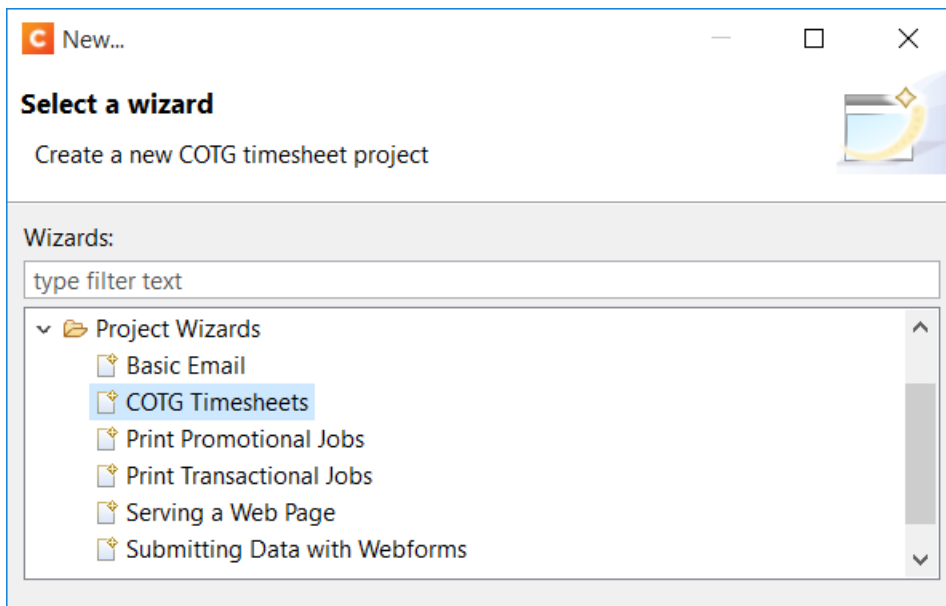 C New...
Select a wizard
Create a new COTG timesheet project
Wizards:
type filter text
Project Wizards
Basic Email
COTG Timesheets
Print Promotional Jobs
Print Transactional Jobs
Serving a Web Page
Submitting Data with Webforms